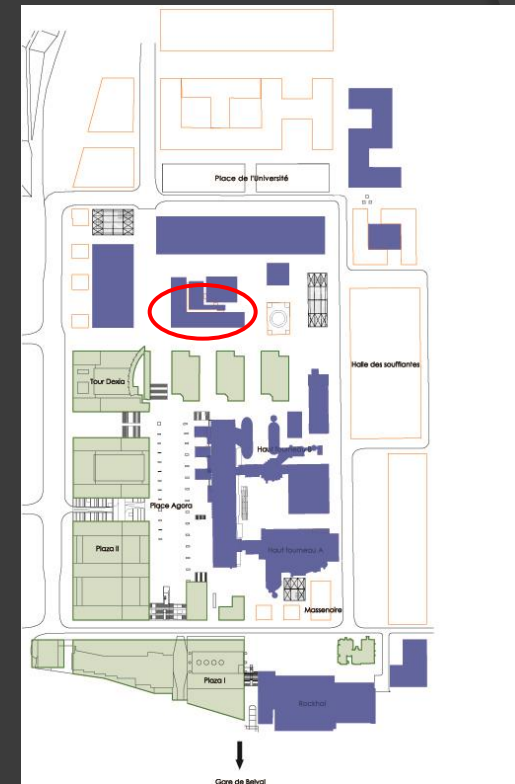 Place de l'Université
Halle des soufflantes
Tour Dexia
Haut fourneau B
Place Agora
Plaza II
Haut fourneau A
Massenoire
Plaza I
Rockhal
Gare de Belval